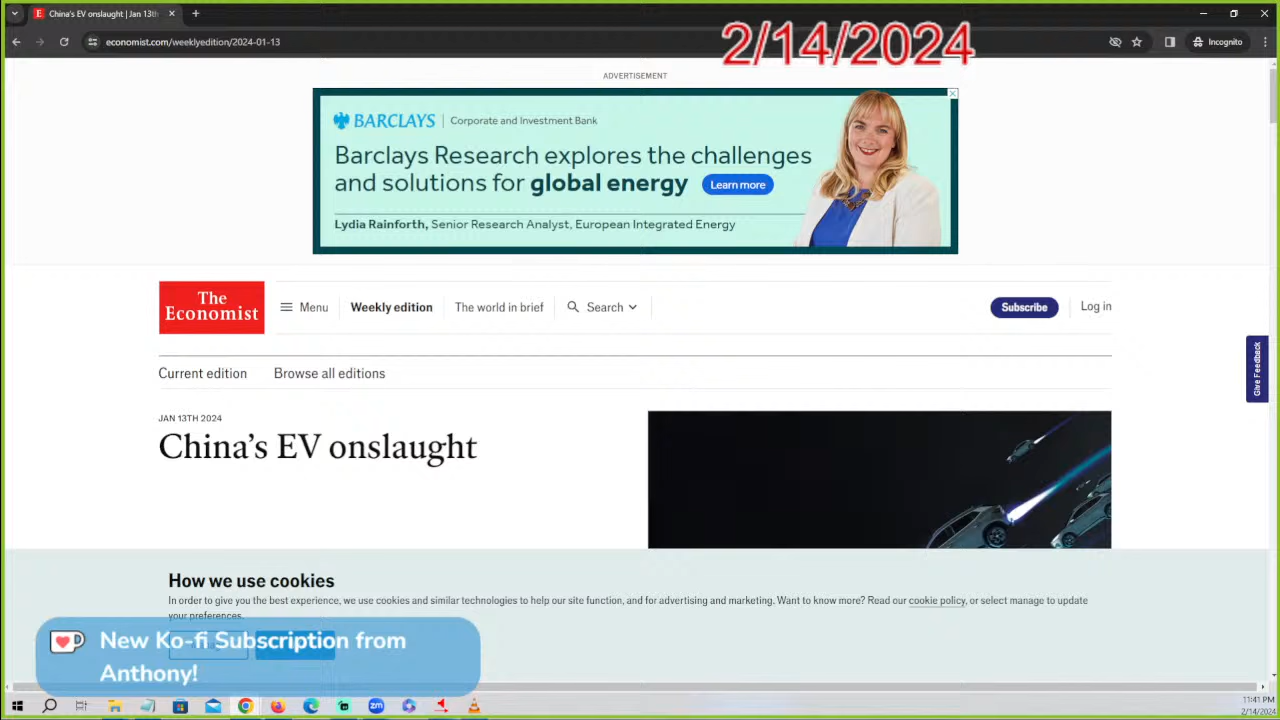 China's EV onslaught | Jan 13th
2/14/2024
economist.com/weeklyedition/2024-01-13
Incognito
ADVERTISEMENT
BARCLAYS | Corporate and Investment Bank
Barclays Research explores the challenges
and solutions for global energy
Learn more
Lydia Rainforth, Senior Research Analyst, European Integrated Energy
The
Economist
Menu
Weekly edition
The world in brief
Search
Subscribe
Log in
Give Feedback
Current edition
Browse all editions
JAN 13TH 2024
China's EV onslaught
How we use cookies
In order to give you the best experience, we use cookies and similar technologies to help our site function, and for advertising and marketing. Want to know more? Read our cookie policy, or select manage to update
your preferences.
New Ko-fi Subscription from
Anthony!
zm
11:41 PM
2/14/2024